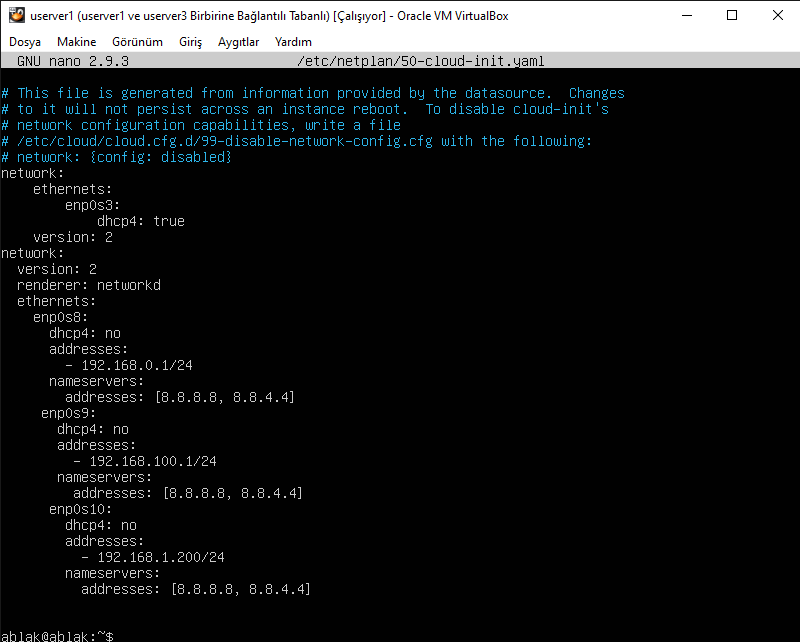 userver1 (userver1 ve userver3 Birbirine Bağlantılı Tabanlı) [Çalışıyor] - Oracle VM VirtualBox
Dosya Makine Görünüm Giriş Aygıtlar Yardım
GNU nano 2.9.3 /etc/netplan/50-cloud-init.yaml
# This file is generated from information provided by the datasource.  Changes
# to it will not persist across an instance reboot.  To disable cloud-init's
# network configuration capabilities, write a file
# /etc/cloud/cloud.cfg.d/99-disable-network-config.cfg with the following:
# network: {config: disabled}
network:
    ethernets:
        enp0s3:
            dhcp4: true
    version: 2
network:
  version: 2
  renderer: networkd
  ethernets:
    enp0s8:
      dhcp4: no
      addresses:
        - 192.168.0.1/24
      nameservers:
        addresses: [8.8.8.8, 8.8.4.4]
     enp0s9:
       dhcp4: no
       addresses:
         - 192.168.100.1/24
       nameservers:
         addresses: [8.8.8.8, 8.8.4.4]
      enp0s10:
        dhcp4: no
        addresses:
          - 192.168.1.200/24
        nameservers:
          addresses: [8.8.8.8, 8.8.4.4]
ablak@ablak:~$